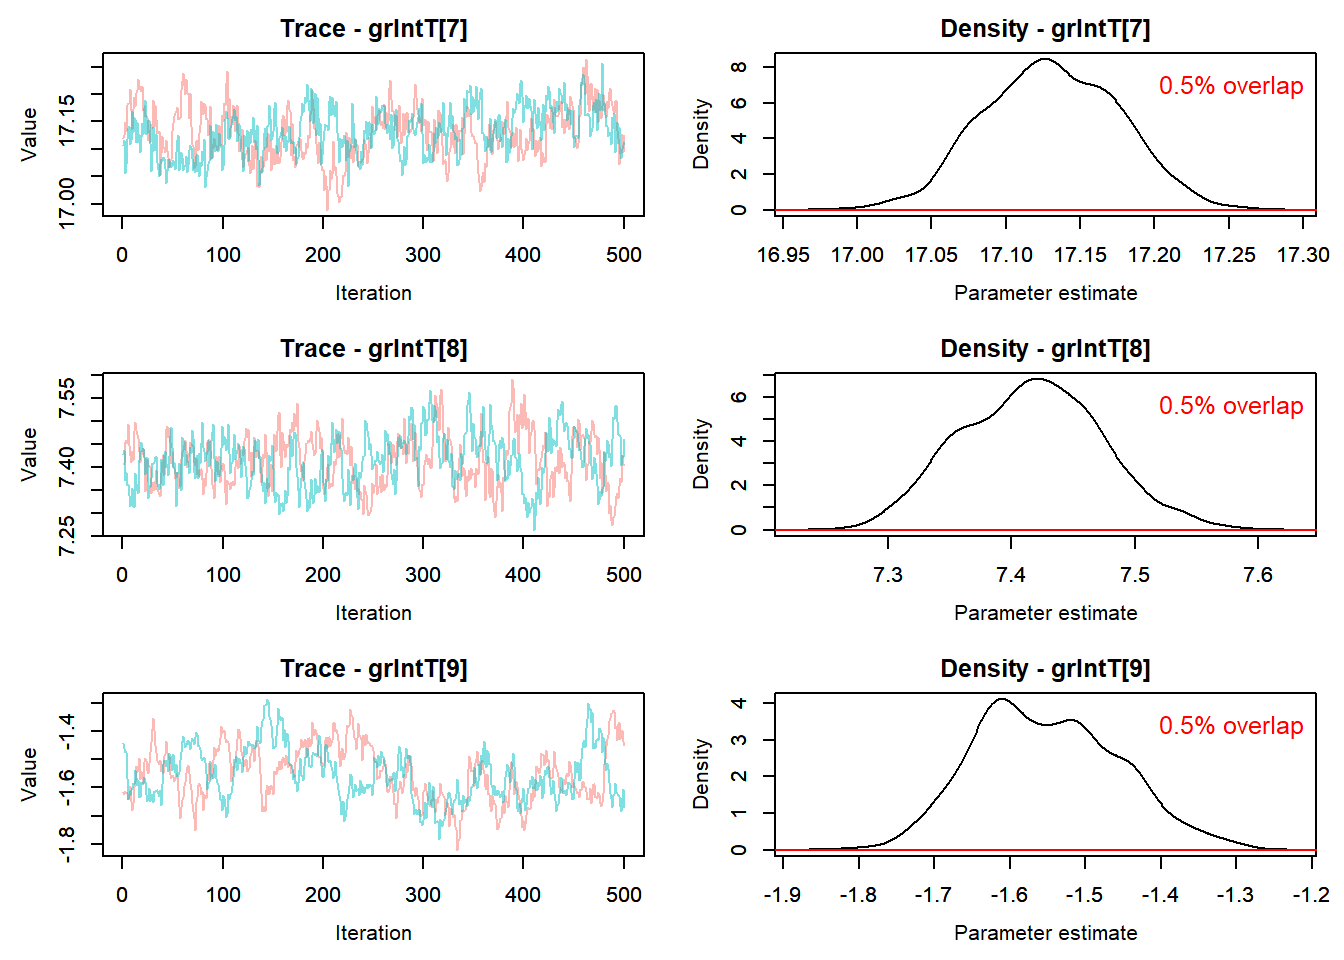 Trace - grIntT[7]
Value
17.00 17.15
0 100 200 300 400 500
Iteration
Density - grIntT[7]
0.5% overlap
Density
0 2 4 6 8
16.95 17.00 17.05 17.10 17.15 17.20 17.25 17.30
Parameter estimate
Trace - grIntT[8]
Value
7.25 7.40 7.55
0 100 200 300 400 500
Iteration
Density - grIntT[8]
0.5% overlap
Density
0 2 4 6
7.3 7.4 7.5 7.6
Parameter estimate
Trace - grIntT[9]
Value
-1.8 -1.6 -1.4
0 100 200 300 400 500
Iteration
Density - grIntT[9]
0.5% overlap
Density
0 1 2 3 4
-1.9 -1.8 -1.7 -1.6 -1.5 -1.4 -1.3 -1.2
Parameter estimate